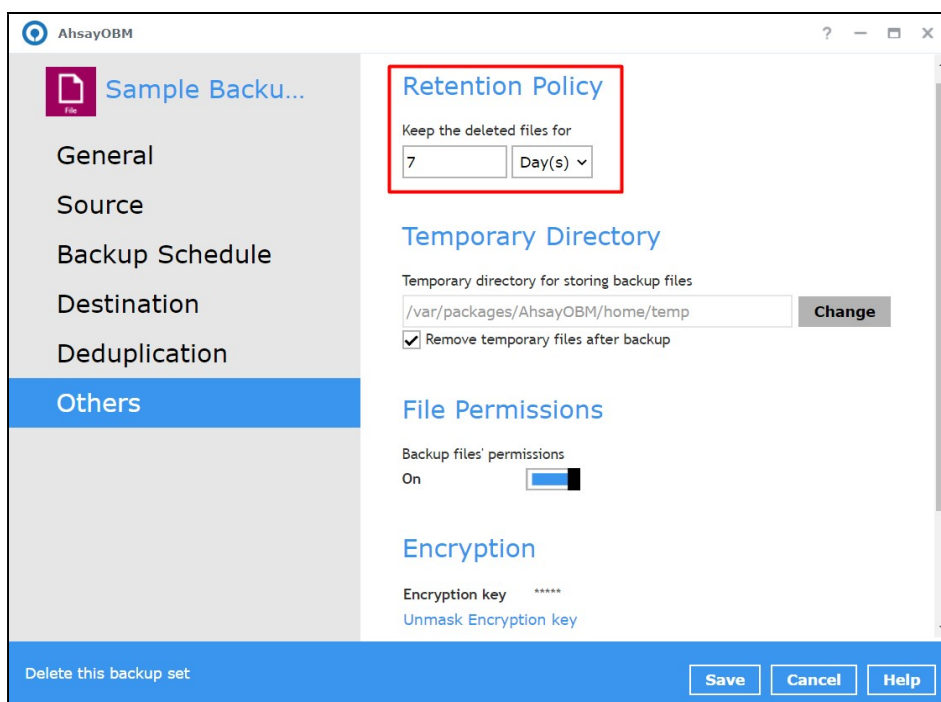 AhsayOBM
Sample Backu...
File
General
Source
Backup Schedule
Destination
Deduplication
Others
Retention Policy
Keep the deleted files for
7 Day(s)
Temporary Directory
Temporary directory for storing backup files
/var/packages/AhsayOBM/home/temp Change
Remove temporary files after backup
File Permissions
Backup files' permissions
On
Encryption
Encryption key *****
Unmask Encryption key
Delete this backup set
Save Cancel Help